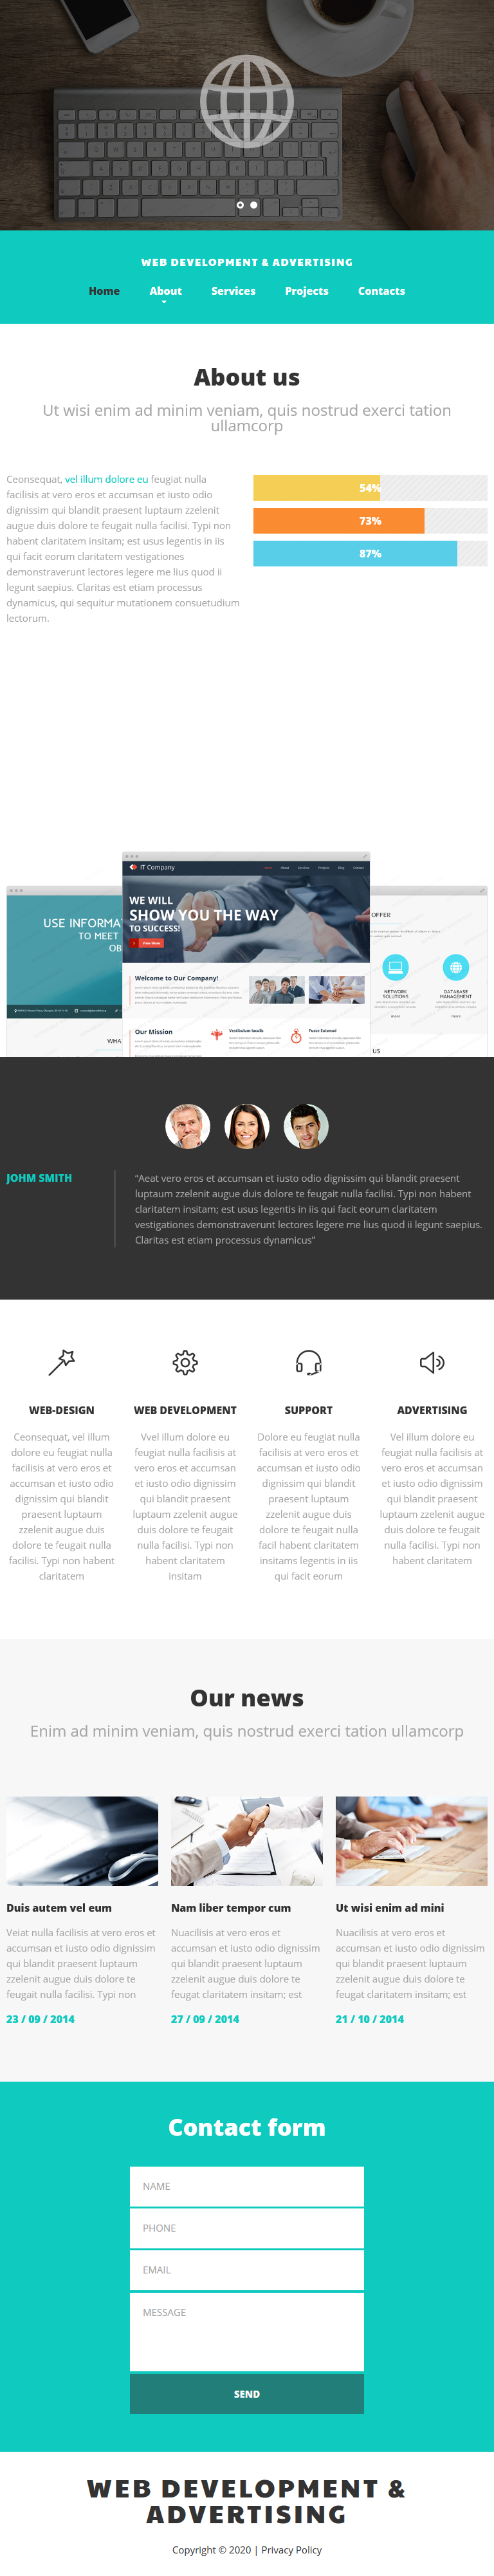 WEB DEVELOPMENT & ADVERTISING
Home About Services Projects Contacts
About us
Ut wisi enim ad minim veniam, quis nostrud exerci tation
ullamcorp
Ceonsequat, vel illum dolore eu feugiat nulla
facilisis at vero eros et accumsan et iusto odio
dignissim qui blandit praesent luptatum zzelenit
augue duis dolore te feugait nulla facilisi. Typi non
habent claritatem insitam; est usus legentis in iis
qui facit eorum claritatem vestigationes
demonstraverunt lectores legere me lius quod ii
legunt saepius. Claritas est etiam processus
dynamicus, qui sequitur mutationem consuetudium
lectorum.
54%
73%
87%
IT Company
WE WILL
SHOW YOU THE WAY
TO SUCCESS!
View More
Welcome to Our Company!
Our Mission
Vestibulum iaculis
Fusce Euismod
USE INFORMA
TO MEET
OB
WHA
OFFER
NETWORK
SOLUTIONS
DATABASE
MANAGEMENT
US
JOHM SMITH
“Aeat vero eros et accumsan et iusto odio dignissim qui blandit praesent
luptaum zzelenit augue duis dolore te feugait nulla facilisi. Typi non habent
claritatem insitam; est usus legentis in iis qui facit eorum claritatem
vestigationes demonstraverunt lectores legere me lius quod ii legunt saepius.
Claritas est etiam processus dynamicus”
WEB-DESIGN
Ceonsequat, vel illum
dolore eu feugiat nulla
facilisis at vero eros et
accumsan et iusto odio
dignissim qui blandit
praesent luptaum
zzelenit augue duis
dolore te feugait nulla
facilisi. Typi non habent
claritatem
WEB DEVELOPMENT
Vvel illum dolore eu
feugiat nulla facilisis at
vero eros et accumsan
et iusto odio dignissim
qui blandit praesent
luptaum zzelenit augue
duis dolore te feugait
nulla facilisi. Typi non
habent claritatem
insitam
SUPPORT
Dolore eu feugiat nulla
facilisis at vero eros et
accumsan et iusto odio
dignissim qui blandit
praesent luptaum
zzelenit augue duis
dolore te feugait nulla
facil habent claritatem
insitams legentis in iis
qui facit eorum
ADVERTISING
Vel illum dolore eu
feugiat nulla facilisis at
vero eros et accumsan
et iusto odio dignissim
qui blandit praesent
luptaum zzelenit augue
duis dolore te feugait
nulla facilisi. Typi non
habent claritatem
Our news
Enim ad minim veniam, quis nostrud exerci tation ullamcorp
Duis autem vel eum
Veiat nulla facilisis at vero eros et
accumsan et iusto odio dignissim
qui blandit praesent luptaum
zzelenit augue duis dolore te
feugait nulla facilisi. Typi non
23 / 09 / 2014
Nam liber tempor cum
Nuacilisis at vero eros et
accumsan et iusto odio dignissim
qui blandit praesent luptaum
zzelenit augue duis dolore te
feugat claritatem insitam; est
27 / 09 / 2014
Ut wisi enim ad mini
Nuacilisis at vero eros et
accumsan et iusto odio dignissim
qui blandit praesent luptaum
zzelenit augue duis dolore te
feugat claritatem insitam; est
21 / 10 / 2014
Contact form
NAME
PHONE
EMAIL
MESSAGE
SEND
WEB DEVELOPMENT &
ADVERTISING
Copyright © 2020 | Privacy Policy